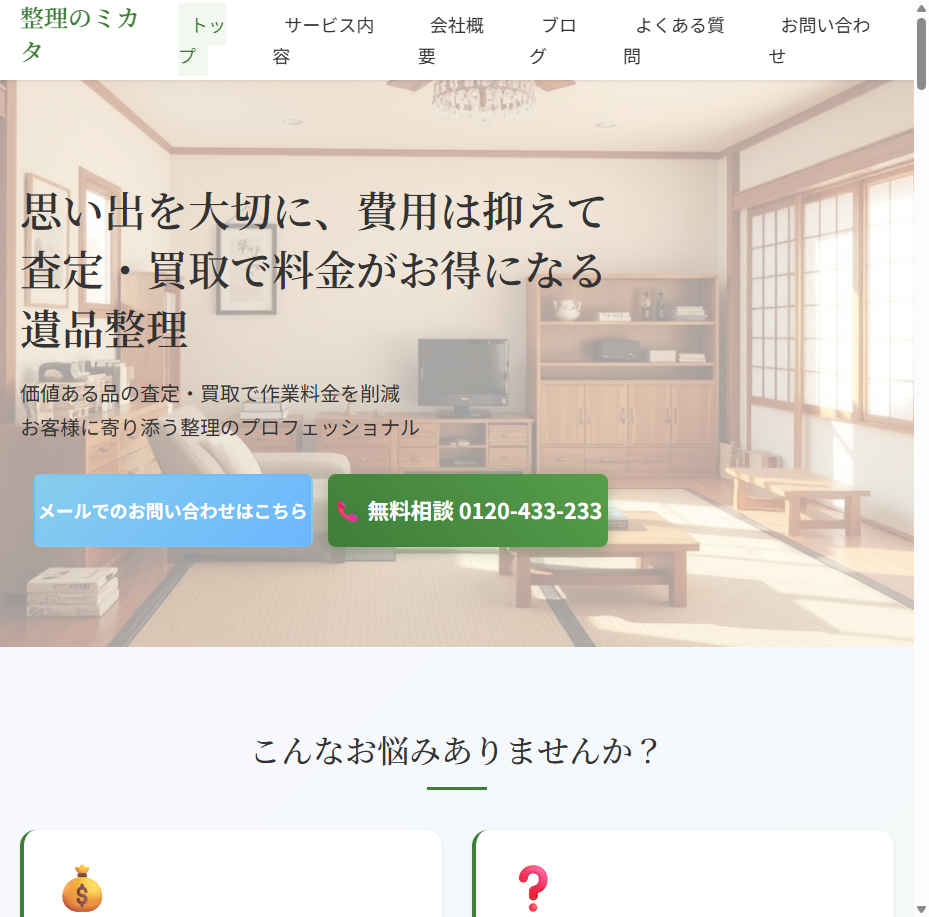 整理のミカ
タ
トッ
プ
サービス内
容
会社概
要
ブロ
グ
よくある質
問
お問い合わ
せ
思い出を大切に、費用は抑えて
査定・買取で料金がお得になる
遺品整理
価値ある品の査定・買取で作業料金を削減
お客様に寄り添う整理のプロフェッショナル
メールでのお問い合わせはこちら
📞 無料相談 0120-433-233
こんなお悩みありませんか？